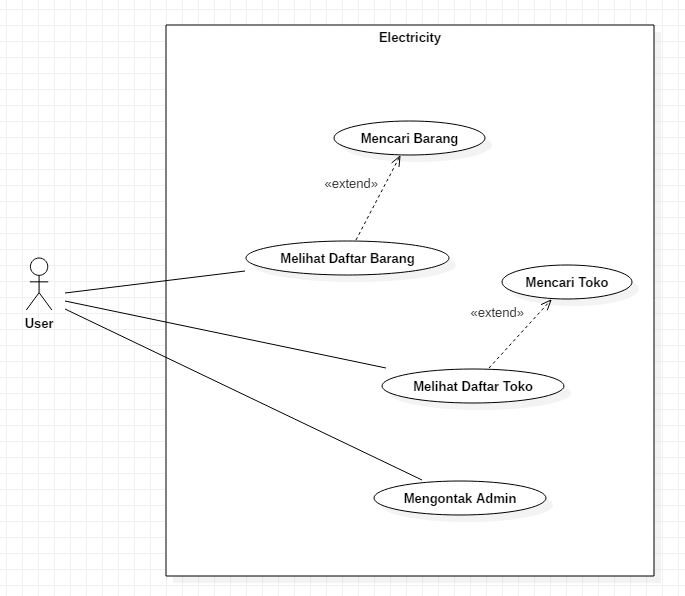 Electricity
Mencari Barang
«extend»
Melihat Daftar Barang
Mencari Toko
«extend»
User
Melihat Daftar Toko
Mengontak Admin